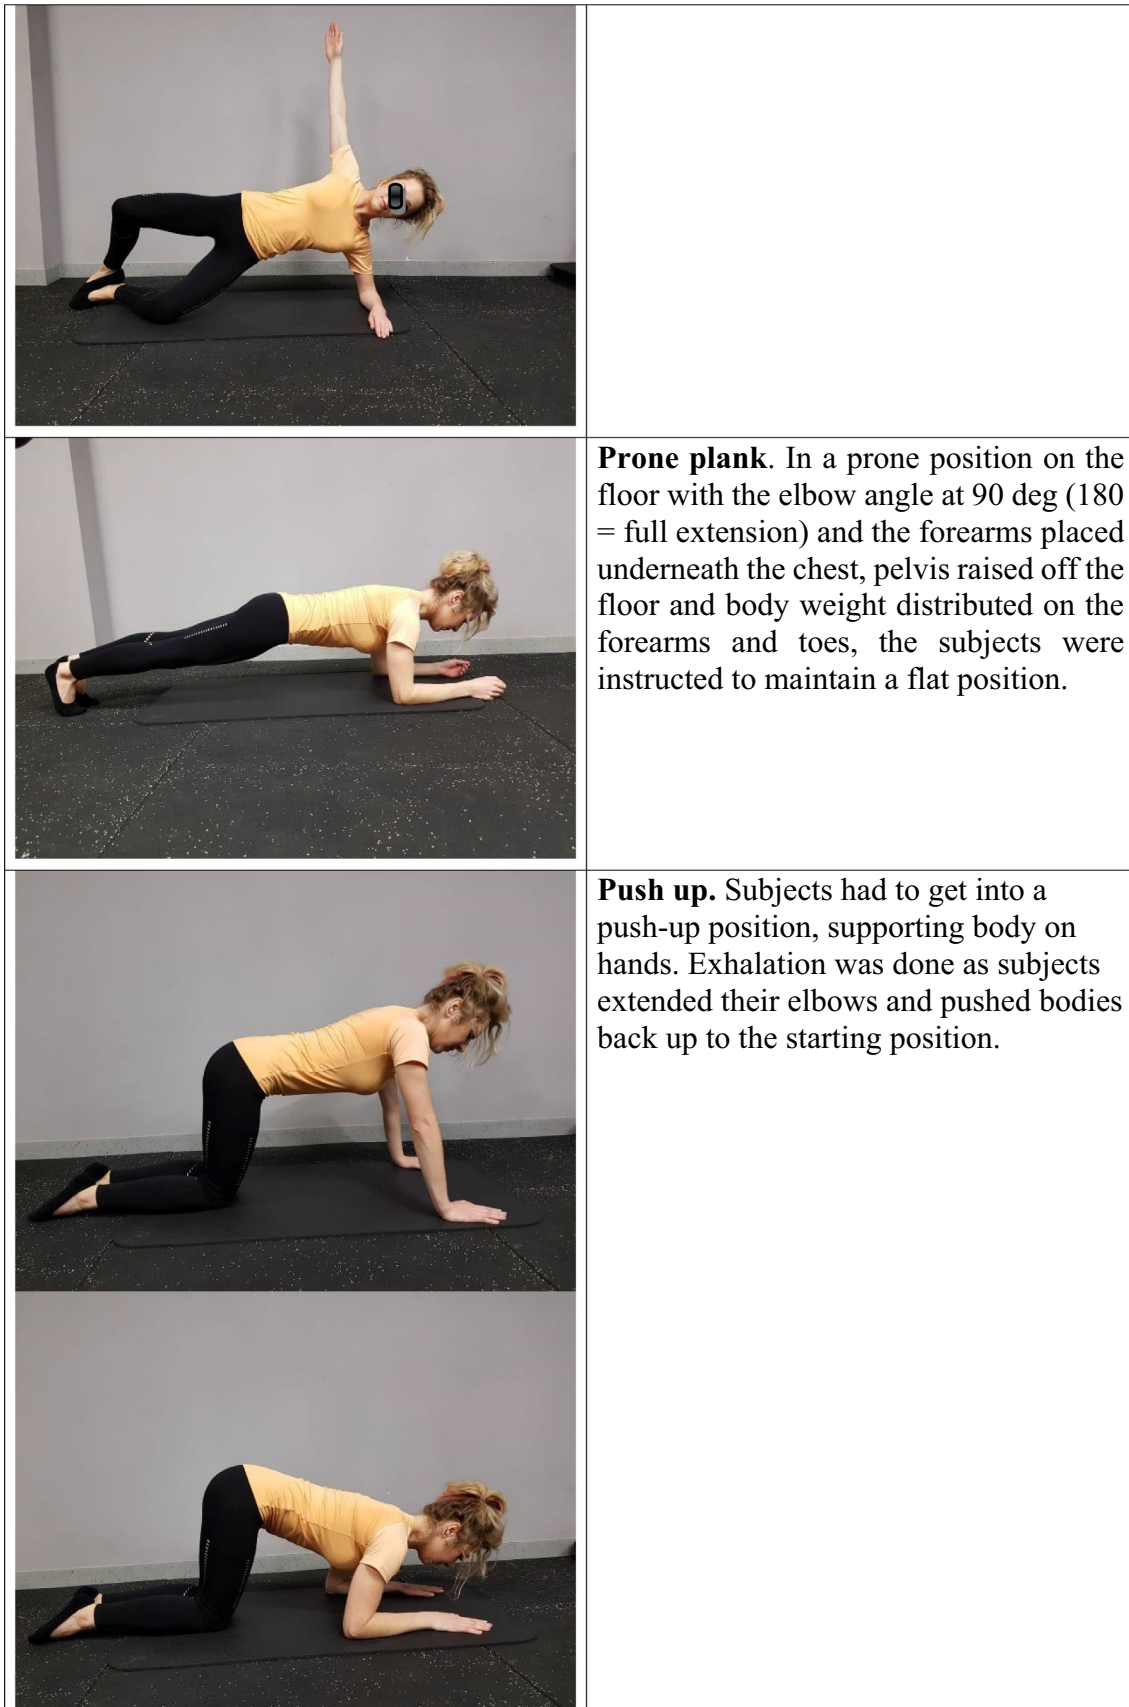 Prone plank. In a prone position on the
floor with the elbow angle at 90 deg (180
= full extension) and the forearms placed
underneath the chest, pelvis raised off the
floor and body weight distributed on the
forearms and toes, the subjects were
instructed to maintain a flat position.
Push up. Subjects had to get into a
push-up position, supporting body on
hands. Exhalation was done as subjects
extended their elbows and pushed bodies
back up to the starting position.